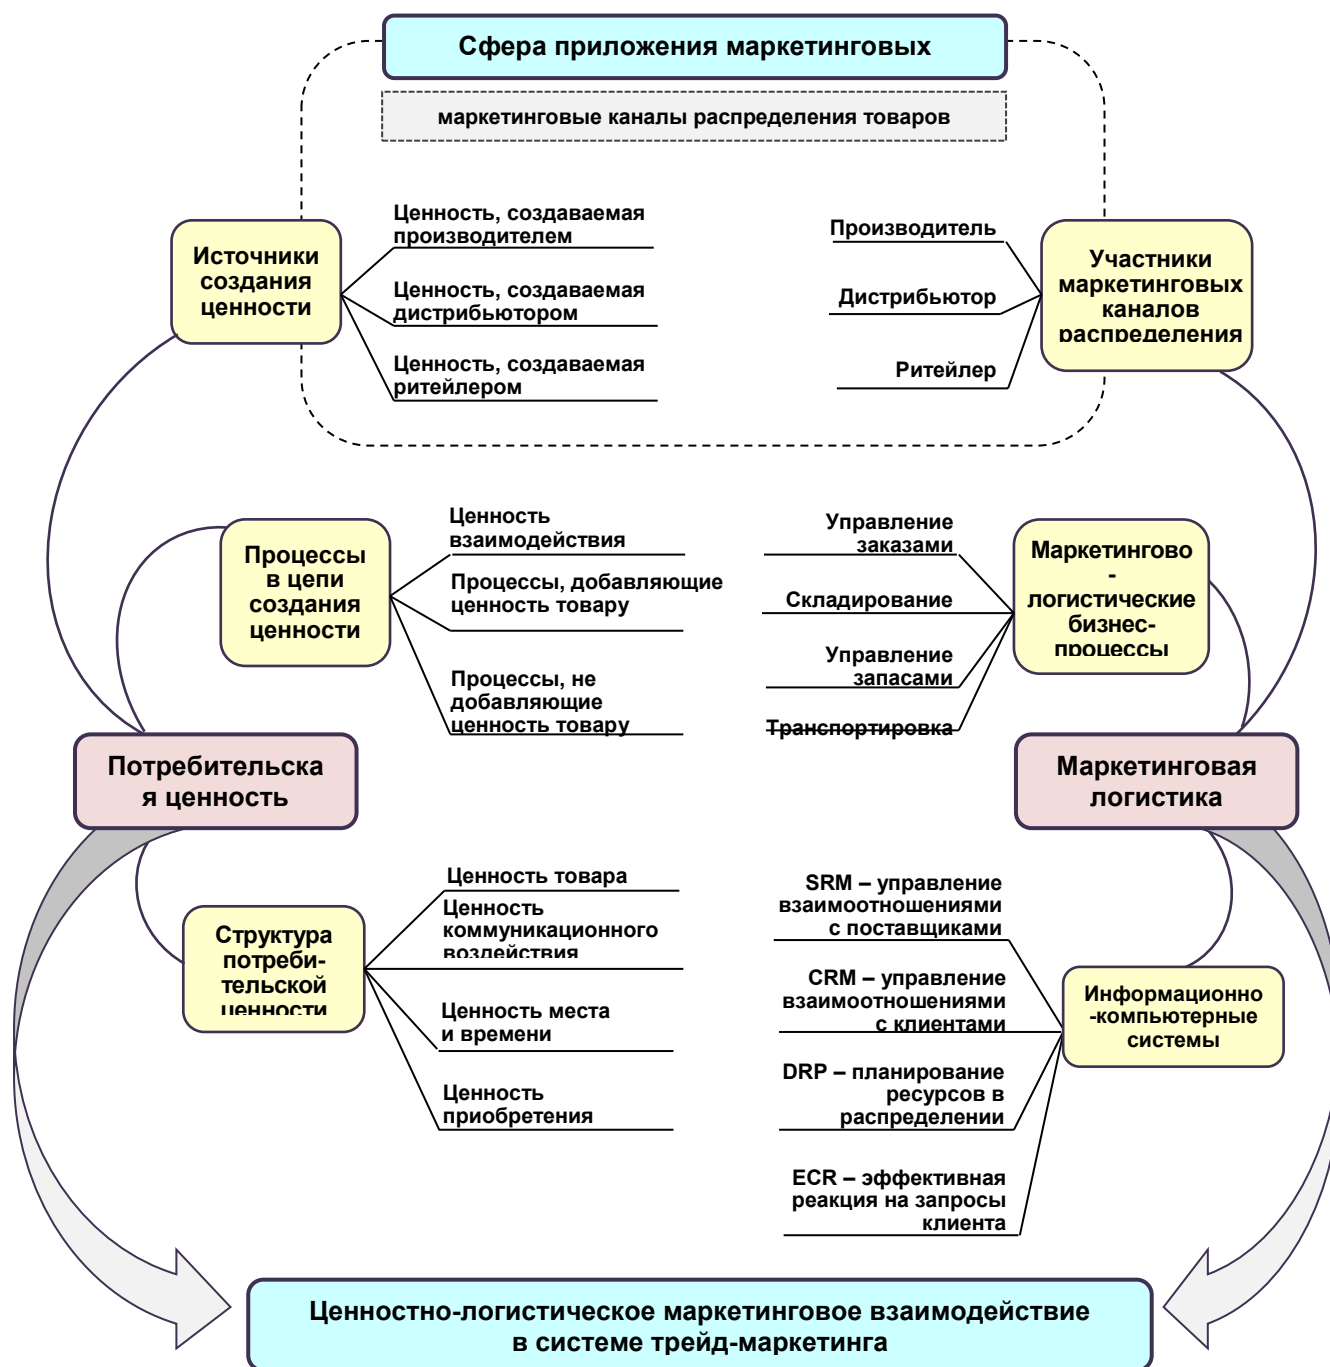 Сфера приложения маркетинговых
маркетинговые каналы распределения товаров
Источники
создания
ценности
Ценность, создаваемая
производителем
Ценность, создаваемая
дистрибьютором
Ценность, создаваемая
ритейлером
Производитель
Дистрибьютор
Ритейлер
Участники
маркетинговых
каналов
распределения
Процессы
в цепи
создания
ценности
Ценность
взаимодействия
Процессы, добавляющие
ценность товару
Процессы, не
добавляющие
ценность товару
Управление
заказами
Складирование
Управление
запасами
Транспортировка
Маркетингово
-
логистические
бизнес-
процессы
Потребительска
я ценность
Маркетинговая
логистика
Структура
потреби-
тельской
ценности
Ценность товара
Ценность
коммуникационного
воздействия
Ценность места
и времени
Ценность
приобретения
SRM – управление
взаимоотношениями
с поставщиками
CRM – управление
взаимоотношениями
с клиентами
DRP – планирование
ресурсов в
распределении
ECR – эффективная
реакция на запросы
клиента
Информационно
-компьютерные
системы
Ценностно-логистическое маркетинговое взаимодействие
в системе трейд-маркетинга